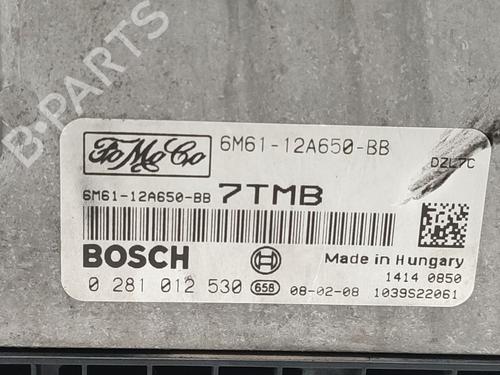 B-PARTS
FoMoCo
6M61-12A650-BB
DZL7C
6M61-12A650-BB 7TMB
BOSCH
Made in Hungary
1414 0850
0 281 012 530 658 08-02-08 1039S22061